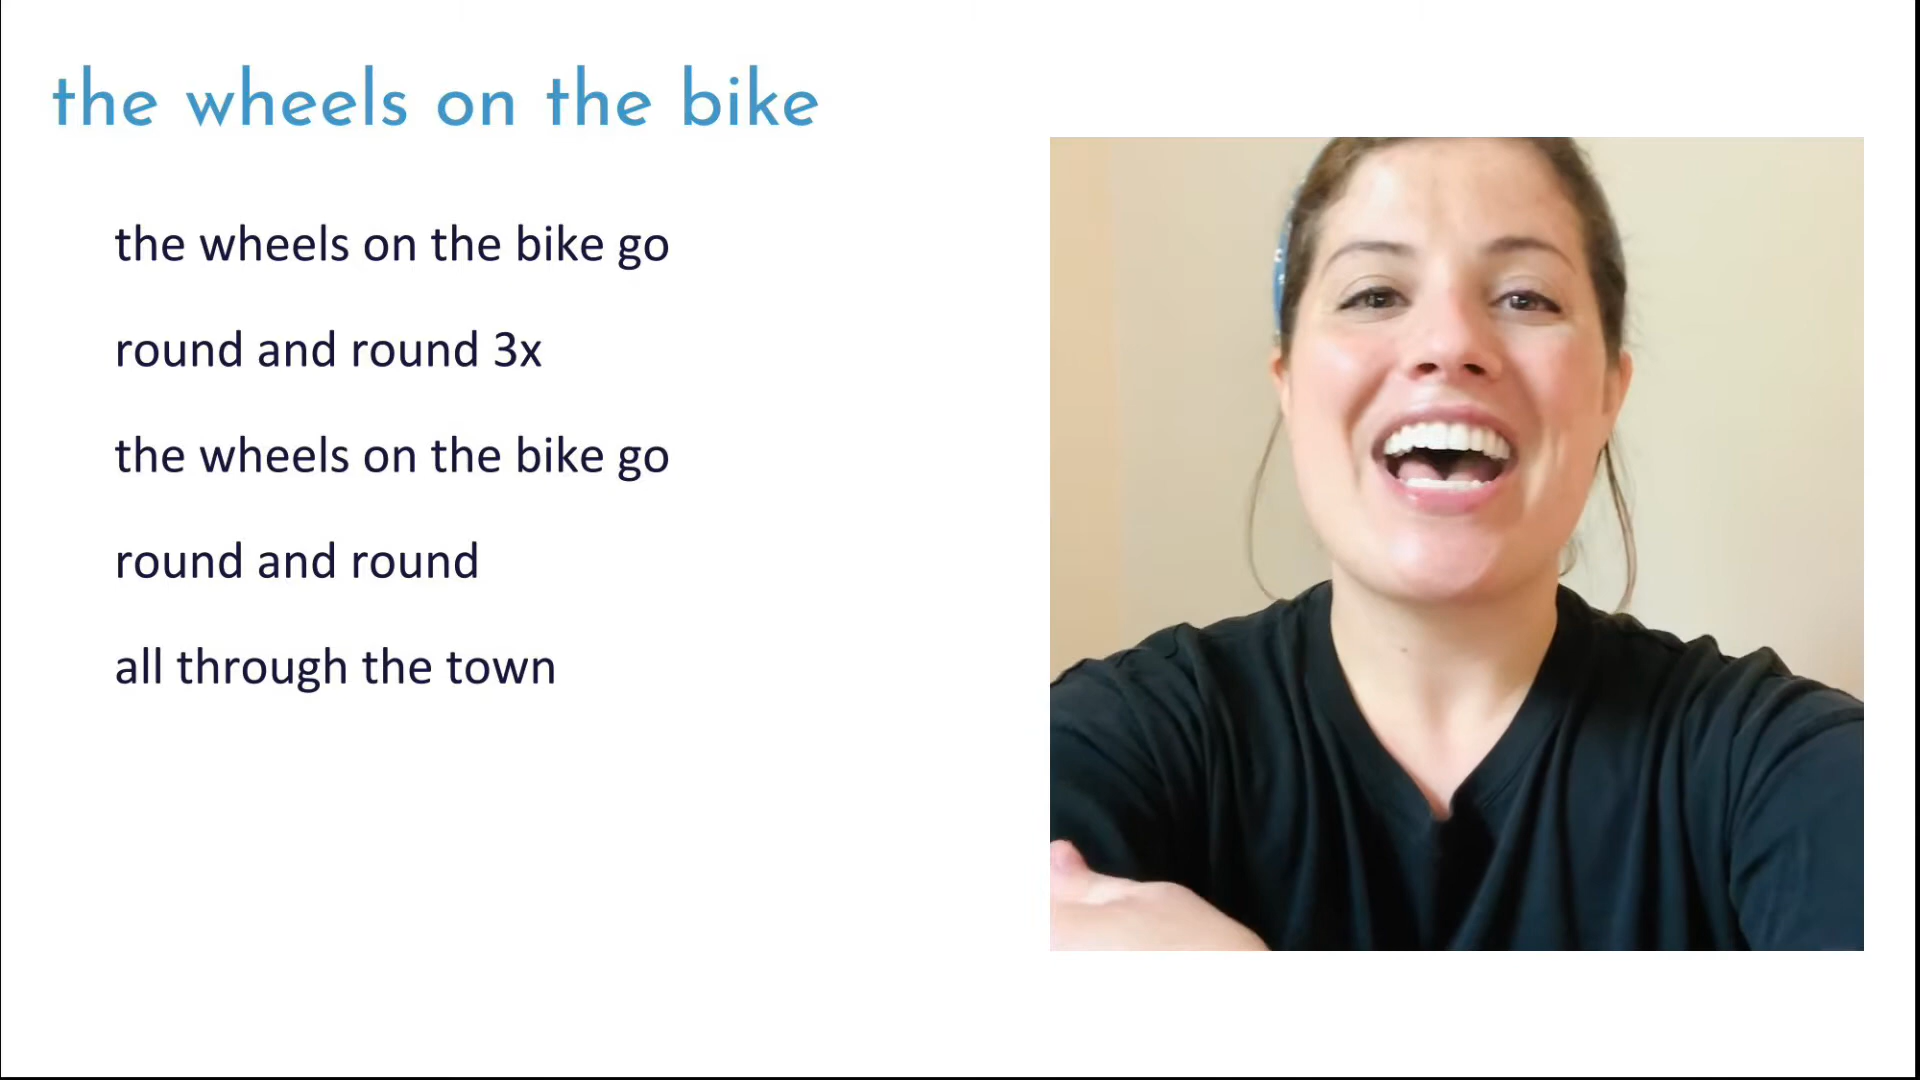 the wheels on the bike
the wheels on the bike go
round and round 3x
the wheels on the bike go
round and round
all through the town